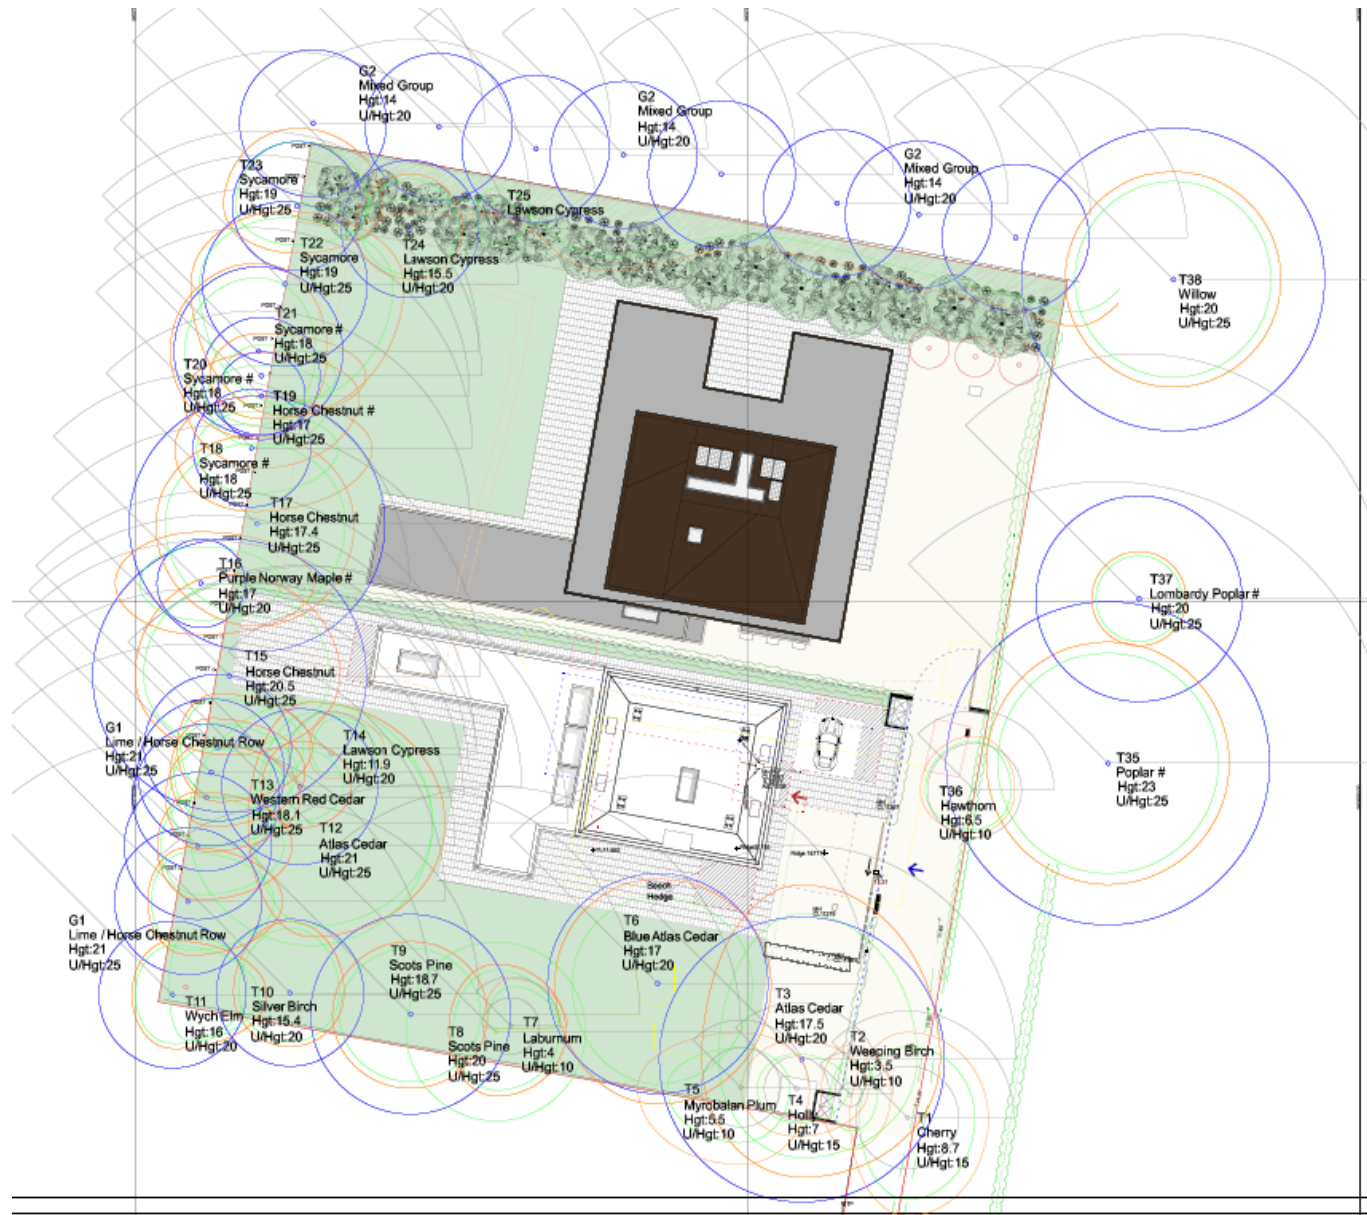 G2
Mixed Group
Hgt:14
U/Hgt:20
G2
Mixed Group
Hgt:14
U/Hgt:20
G2
Mixed Group
Hgt:14
U/Hgt:20
T23
Sycamore
Hgt:19
U/Hgt:25
T25
Lawson Cypress
T22
Sycamore
Hgt:19
U/Hgt:25
T24
Lawson Cypress
Hgt:15.5
U/Hgt:20
T38
Willow
Hgt:20
U/Hgt:25
T21
Sycamore #
Hgt:18
U/Hgt:25
T20
Sycamore #
Hgt:18
U/Hgt:25
T19
Horse Chestnut #
Hgt:17
U/Hgt:25
T18
Sycamore #
Hgt:18
U/Hgt:25
T17
Horse Chestnut
Hgt:17.4
U/Hgt:25
T16
Purple Norway Maple #
Hgt:17
U/Hgt:20
T37
Lombardy Poplar #
Hgt:20
U/Hgt:25
T15
Horse Chestnut
Hgt:20.5
U/Hgt:25
G1
Lime / Horse Chestnut Row
Hgt:21
U/Hgt:25
T14
Lawson Cypress
Hgt:11.9
U/Hgt:20
T35
Poplar #
Hgt:23
U/Hgt:25
T13
Western Red Cedar
Hgt:18.1
U/Hgt:25
T36
Hawthorn
Hgt:6.5
U/Hgt:10
T12
Atlas Cedar
Hgt:21
U/Hgt:25
Beech
Hedge
G1
Lime / Horse Chestnut Row
Hgt:21
U/Hgt:25
T6
Blue Atlas Cedar
Hgt:17
U/Hgt:20
T9
Scots Pine
Hgt:18.7
U/Hgt:25
T10
Silver Birch
Hgt:15.4
U/Hgt:20
T11
Wych Elm
Hgt:16
U/Hgt:20
T3
Atlas Cedar
Hgt:17.5
U/Hgt:20
T8
Scots Pine
Hgt:20
U/Hgt:25
T7
Laburnum
Hgt:4
U/Hgt:10
T2
Weeping Birch
Hgt:3.5
U/Hgt:10
T5
Myrobalan Plum
Hgt:5.5
U/Hgt:10
T4
Holly
Hgt:7
U/Hgt:15
T1
Cherry
Hgt:8.7
U/Hgt:15